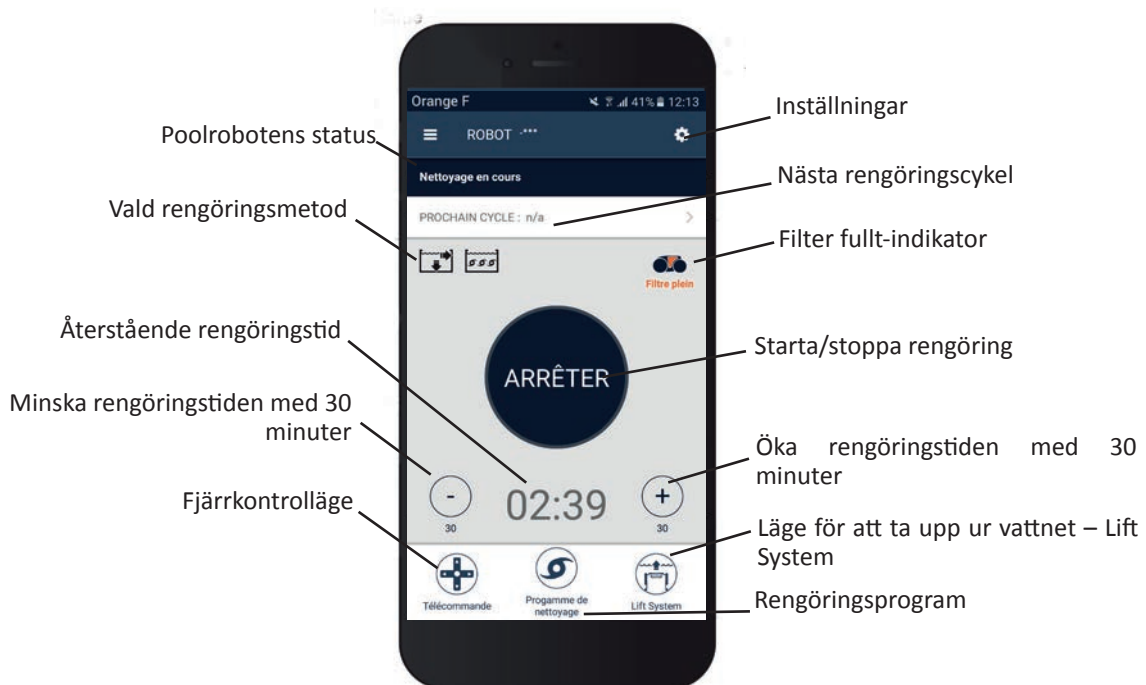 Orange F 41% 12:13
Inställningar
ROBOT -***
Poolrobotens status
Nettoyage en cours
Nästa rengöringscykel
Vald rengöringsmetod
PROCHAIN CYCLE : n/a
Filter fullt-indikator
Filtre plein
Återstående rengöringstid
Starta/stoppa rengöring
ARRÊTER
Minska rengöringstiden med 30
minuter
Öka rengöringstiden med 30
minuter
Fjärrkontrolläge
-
02:39
+
30
30
Läge för att ta upp ur vattnet – Lift
System
Télécommande
Progamme de
nettoyage
Lift System
Rengöringsprogram